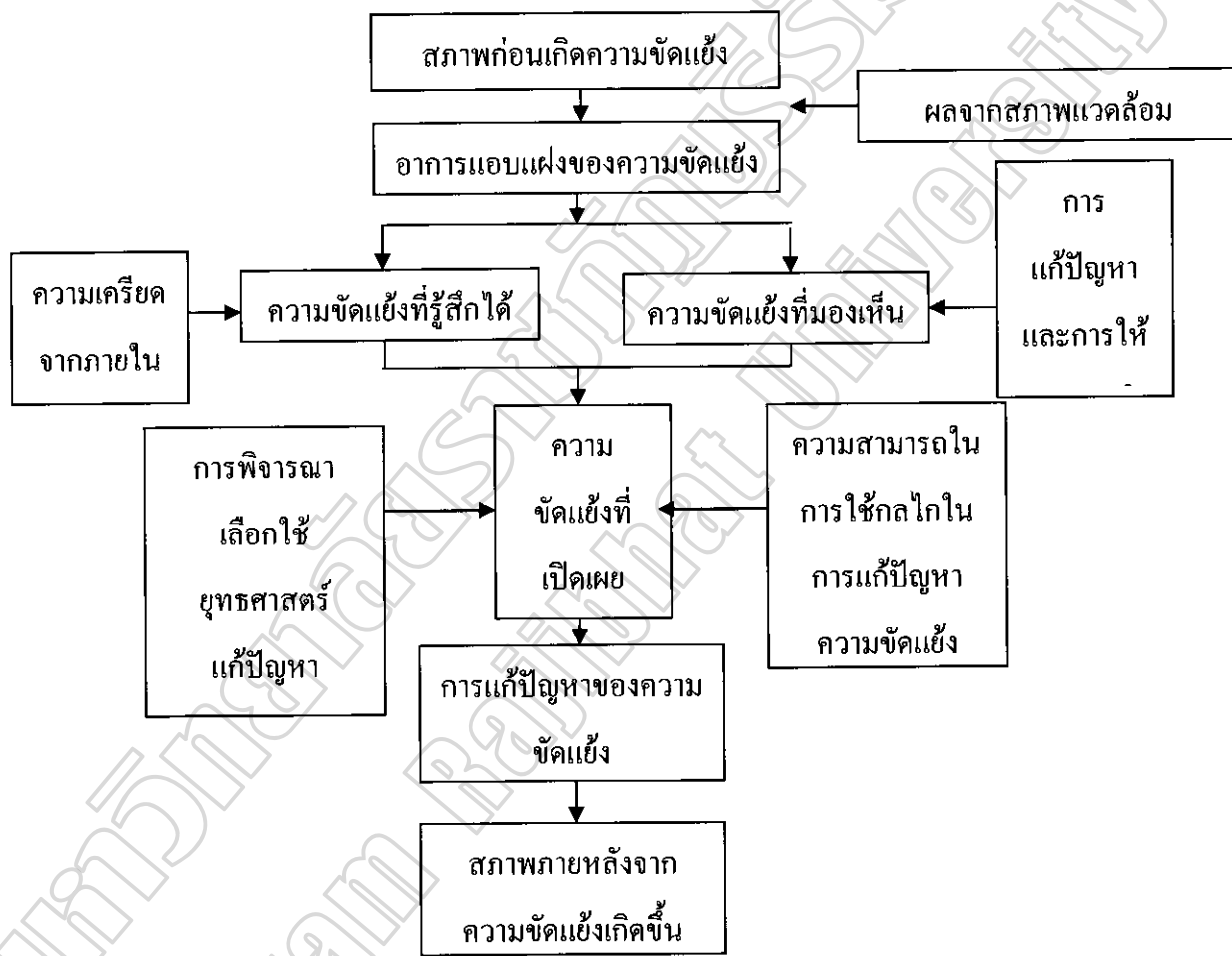 สภาพก่อนเกิดความขัดแย้ง
ผลจากสภาพแวดล้อม
อาการแอบแฝงของความขัดแย้ง
ความเครียด
จากภายใน
ความขัดแย้งที่รู้สึกได้
ความขัดแย้งที่มองเห็น
การ
แก้ปัญหา
และการให้
การพิจารณา
เลือกใช้
ยุทธศาสตร์
แก้ปัญหา
ความ
ขัดแย้งที่
เปิดเผย
ความสามารถใน
การใช้กลไกใน
การแก้ปัญหา
ความขัดแย้ง
การแก้ปัญหาของความ
ขัดแย้ง
สภาพภายหลังจาก
ความขัดแย้งเกิดขึ้น
Rajibhat University